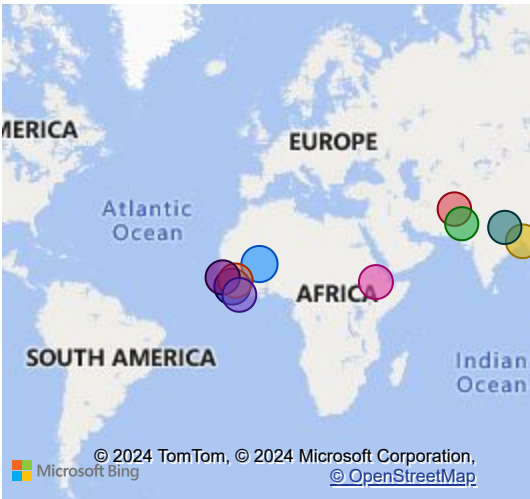 MERICA
EUROPE
Atlantic
Ocean
AFRICA
SOUTH AMERICA
Indian
Ocean
© 2024 TomTom, © 2024 Microsoft Corporation,
Microsoft Bing
© OpenStreetMap